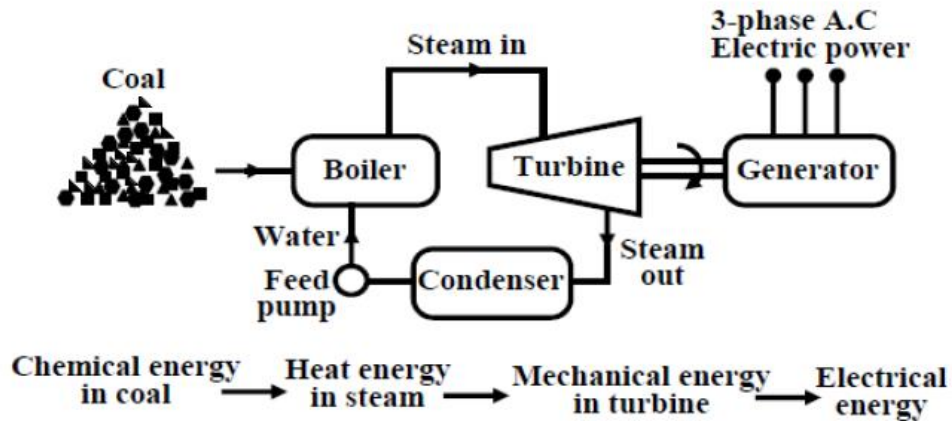 3-phase A.C
Electric power
Steam in
Coal
Boiler
Turbine
Generator
Water
Steam
out
Feed
pump
Condenser
Chemical energy
in coal
Heat energy
in steam
Mechanical energy
in turbine
Electrical
energy